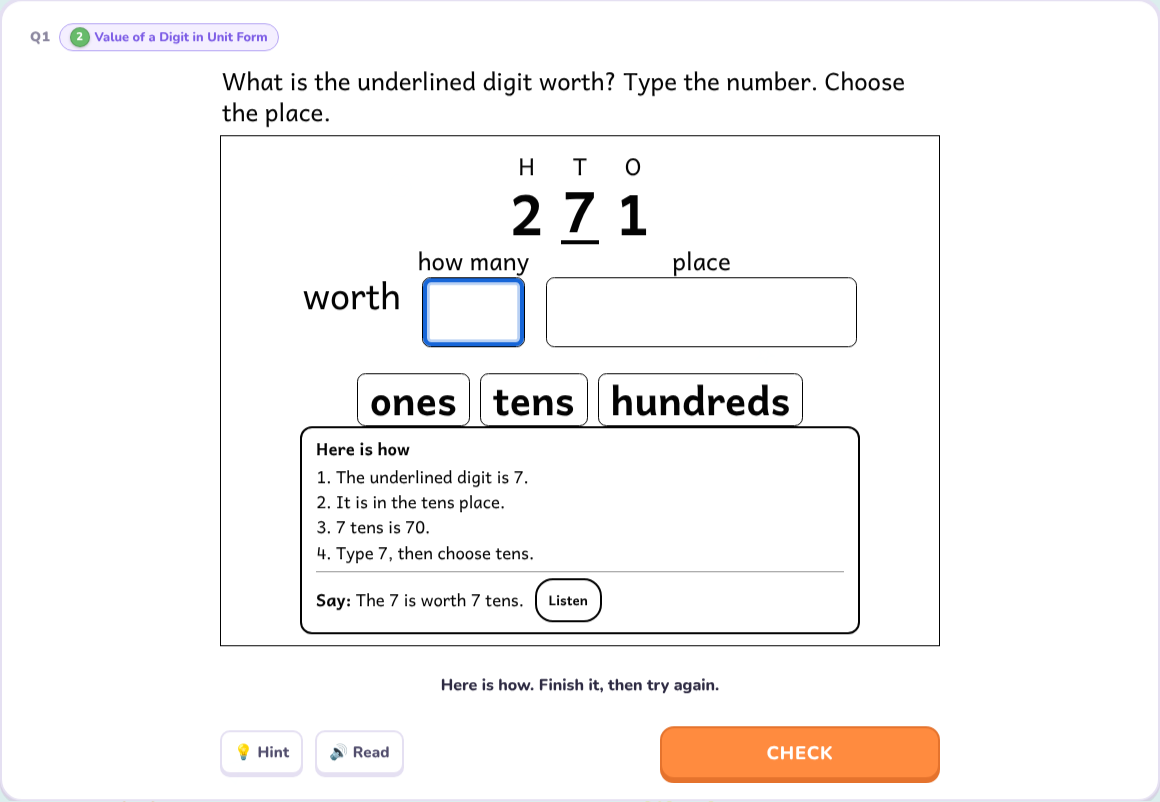 Q1 2 Value of a Digit in Unit Form
What is the underlined digit worth? Type the number. Choose
the place.
H T O
2 7 1
how many place
worth
ones tens hundreds
Here is how
1. The underlined digit is 7.
2. It is in the tens place.
3. 7 tens is 70.
4. Type 7, then choose tens.
Say: The 7 is worth 7 tens. Listen
Here is how. Finish it, then try again.
Hint Read CHECK